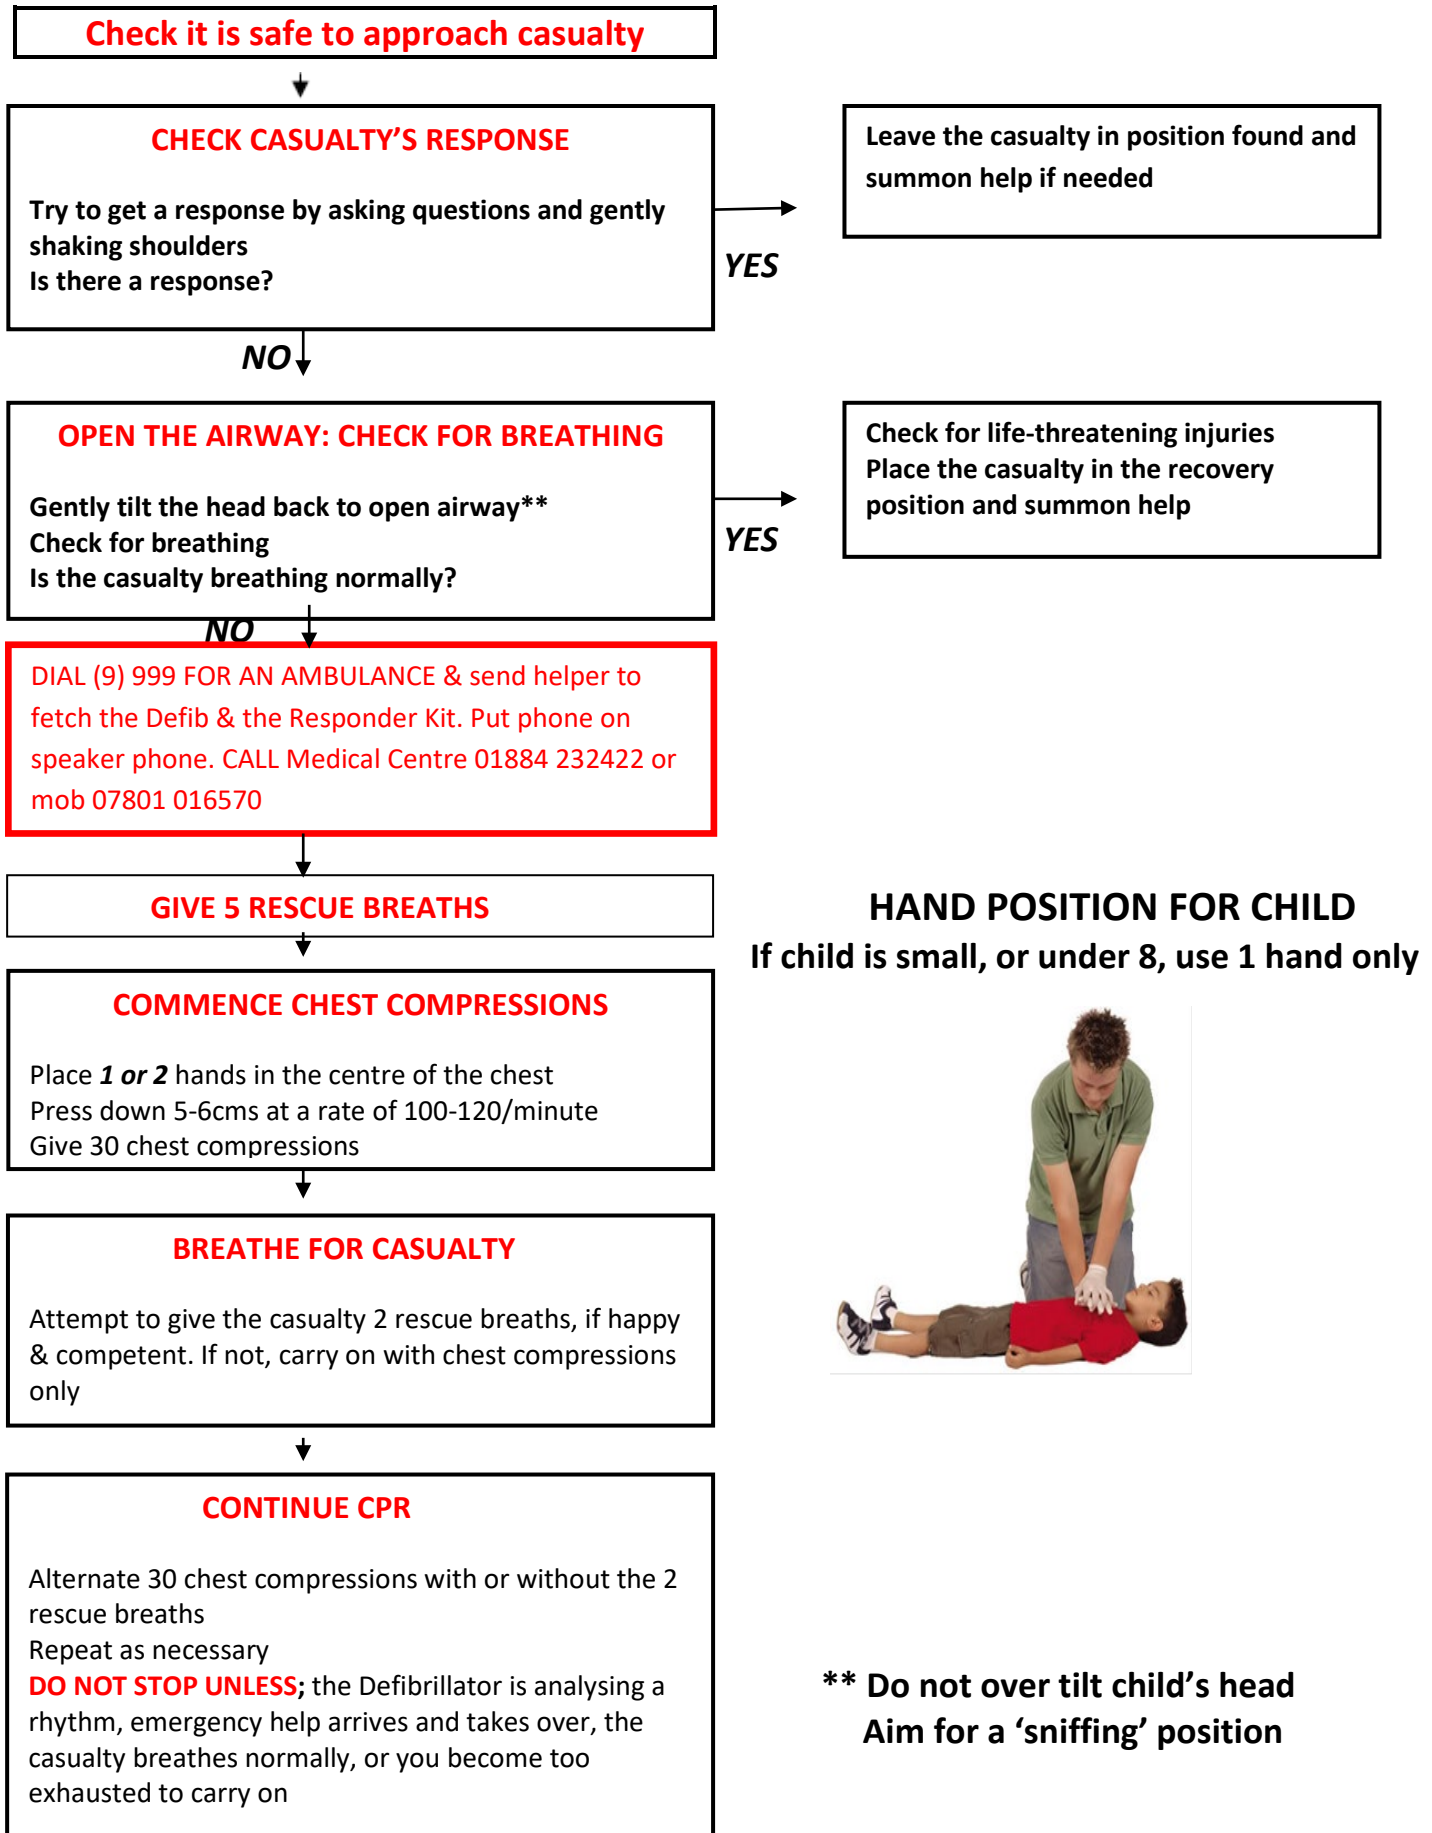 Check it is safe to approach casualty
CHECK CASUALTY’S RESPONSE
Try to get a response by asking questions and gently
shaking shoulders
Is there a response?
YES
Leave the casualty in position found and
summon help if needed
NO
OPEN THE AIRWAY: CHECK FOR BREATHING
Gently tilt the head back to open airway**
Check for breathing
Is the casualty breathing normally?
YES
Check for life-threatening injuries
Place the casualty in the recovery
position and summon help
NO
DIAL (9) 999 FOR AN AMBULANCE & send helper to
fetch the Defib & the Responder Kit. Put phone on
speaker phone. CALL Medical Centre 01884 232422 or
mob 07801 016570
GIVE 5 RESCUE BREATHS
HAND POSITION FOR CHILD
If child is small, or under 8, use 1 hand only
COMMENCE CHEST COMPRESSIONS
Place 1 or 2 hands in the centre of the chest
Press down 5-6cms at a rate of 100-120/minute
Give 30 chest compressions
BREATHE FOR CASUALTY
Attempt to give the casualty 2 rescue breaths, if happy
& competent. If not, carry on with chest compressions
only
CONTINUE CPR
Alternate 30 chest compressions with or without the 2
rescue breaths
Repeat as necessary
DO NOT STOP UNLESS; the Defibrillator is analysing a
rhythm, emergency help arrives and takes over, the
casualty breathes normally, or you become too
exhausted to carry on
** Do not over tilt child’s head
Aim for a ‘sniffing’ position